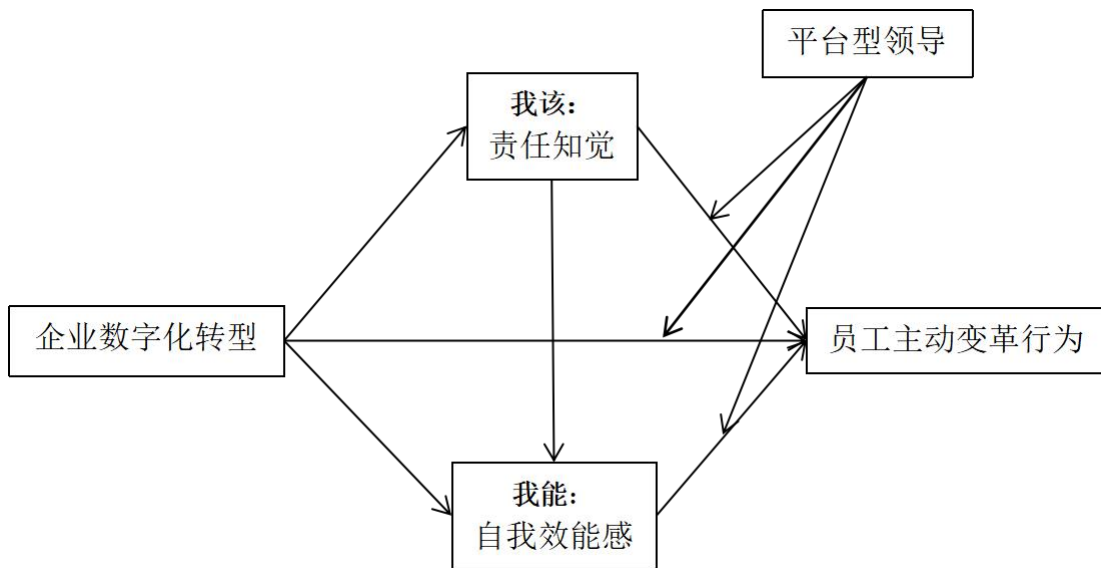 平台型领导
我该：
责任知觉
企业数字化转型
员工主动变革行为
我能：
自我效能感